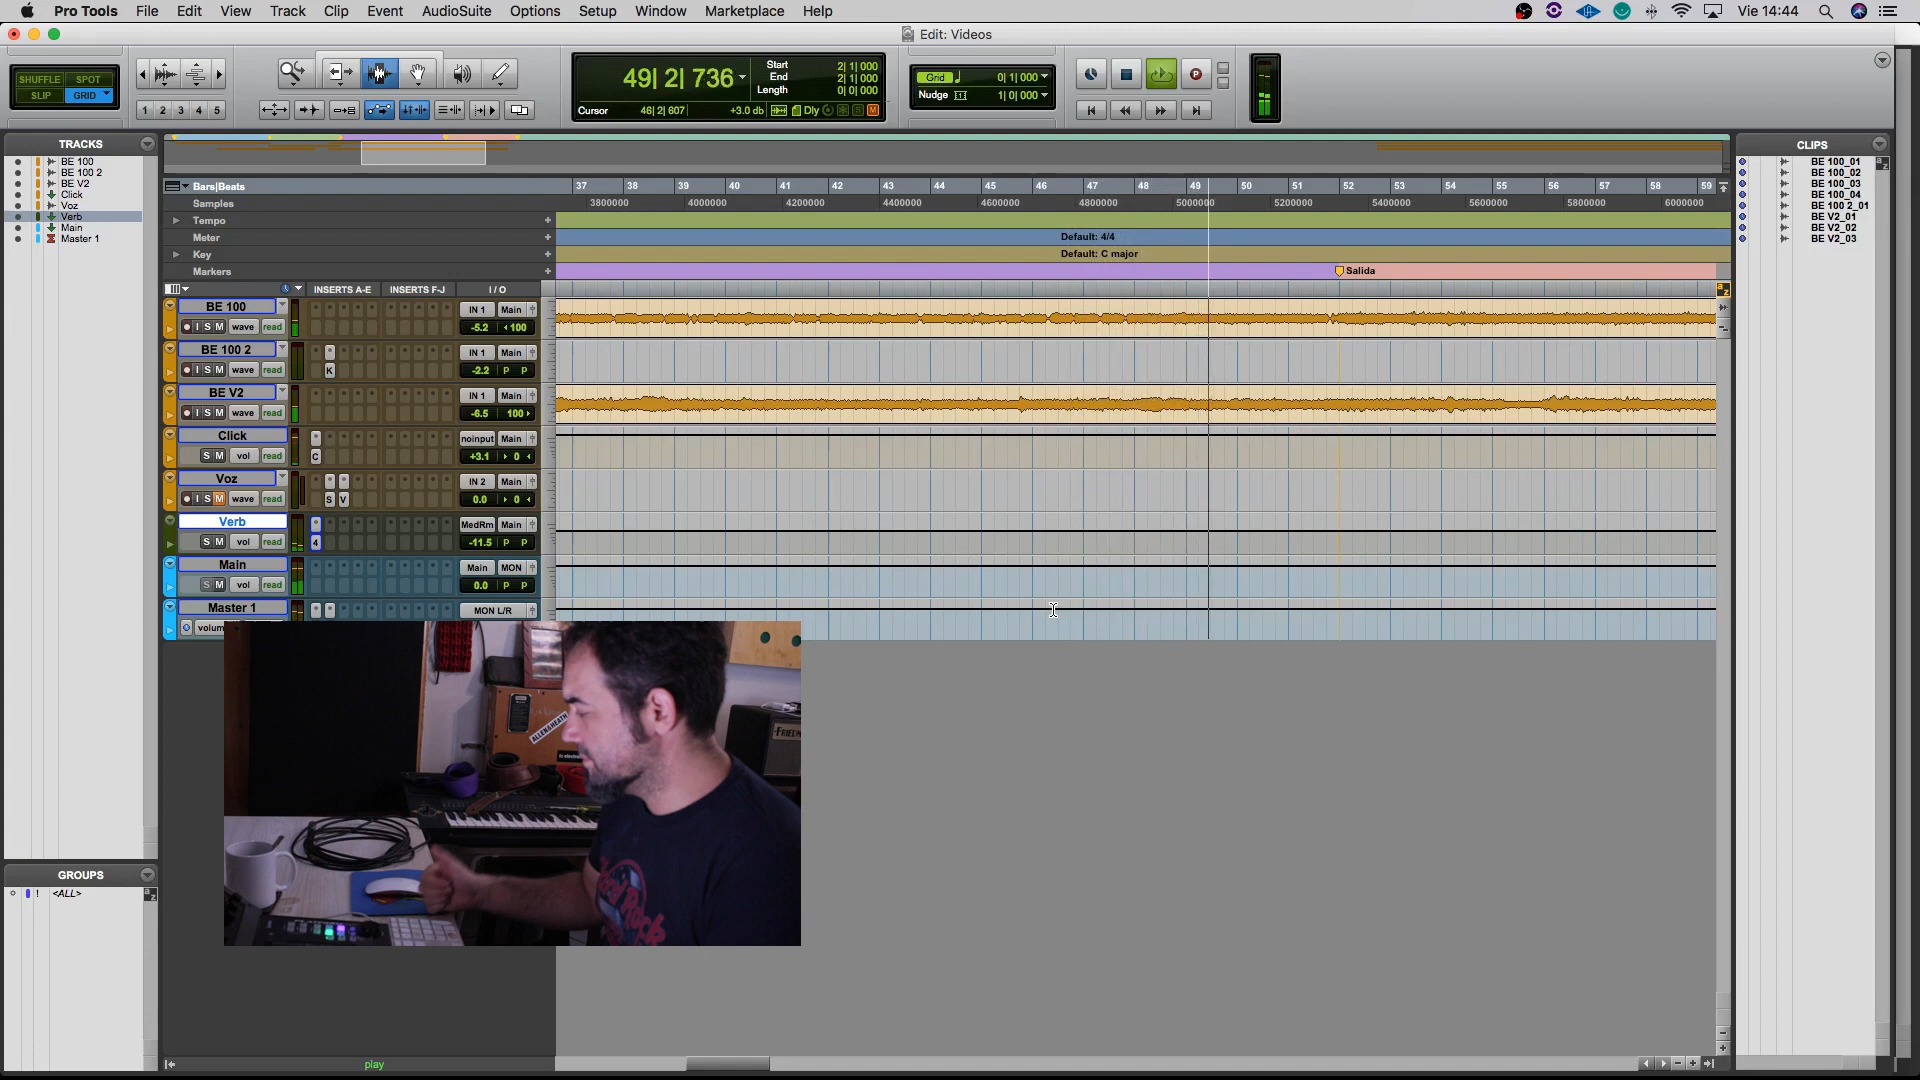 Pro Tools File Edit View Track Clip Event AudioSuite Options Setup Window Marketplace Help Vie 14:44
Edit: Videos
SHUFFLE SPOT
SLIP GRID
1 2 3 4 5
49| 2| 736
Start 2| 1| 000
End 2| 1| 000
Length 0| 0| 000
Cursor 46| 2| 607 +3.0 db Dly
Grid 0| 1| 000
Nudge 1| 0| 000
TRACKS
BE 100
BE 100 2
BE V2
Click
Voz
Verb
Main
Master 1
GROUPS
! <ALL>
Bars|Beats 37 38 39 40 41 42 43 44 45 46 47 48 49 50 51 52 53 54 55 56 57 58 59
Samples 3800000 4000000 4200000 4400000 4600000 4800000 5000000 5200000 5400000 5600000 5800000 6000000
Tempo
Meter Default: 4/4
Key Default: C major
Markers Salida
INSERTS A-E INSERTS F-J I / O
BE 100 IN 1 Main
I S M wave read -5.2 100
BE 100 2 IN 1 Main
I S M wave read K -2.2 P P
BE V2 IN 1 Main
I S M wave read -6.5 100
Click noinput Main
S M vol read C +3.1 0
Voz IN 2 Main
I S M wave read S V 0.0 0
Verb MedRm Main
S M vol read 4 -11.5 P P
Main Main MON
S M vol read 0.0 P P
Master 1 MON L/R
volum
ALLEN&HEATH
play
CLIPS
BE 100_01
BE 100_02
BE 100_03
BE 100_04
BE 100 2_01
BE V2_01
BE V2_02
BE V2_03